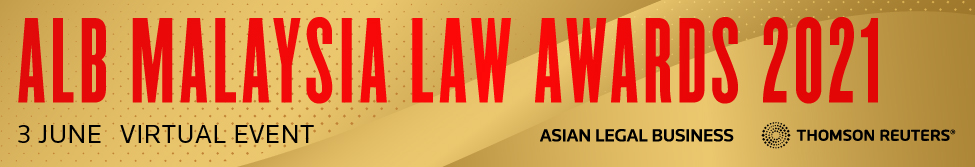 ALB MALAYSIA LAW AWARDS 2021
3 JUNE VIRTUAL EVENT
ASIAN LEGAL BUSINESS
THOMSON REUTERS®